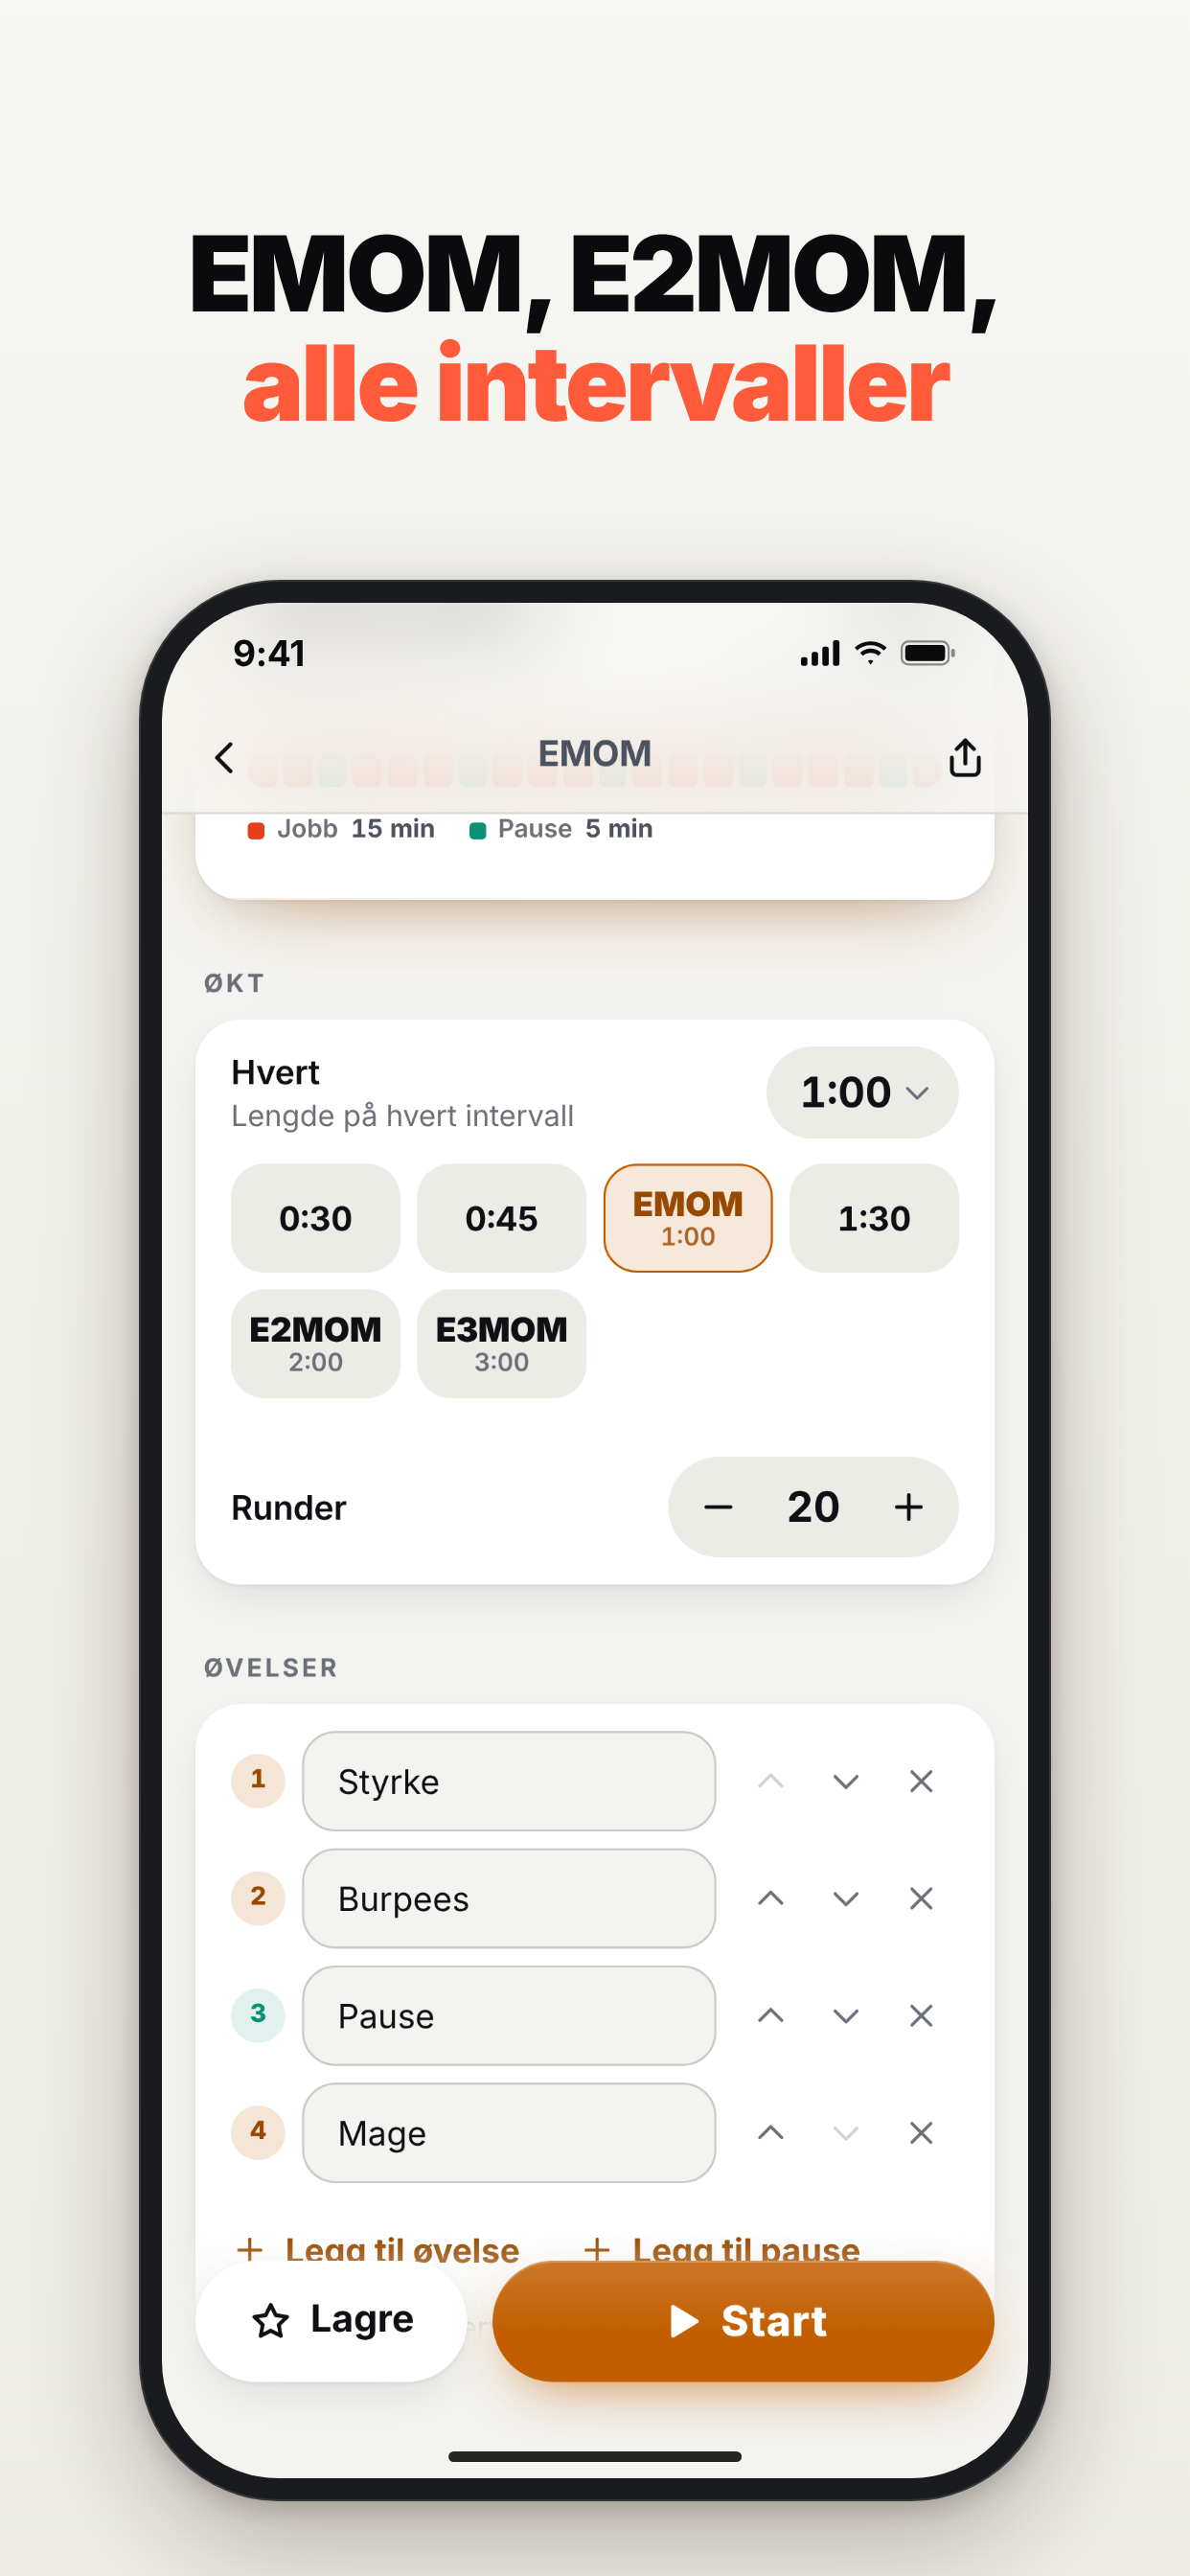 EMOM, E2MOM,
alle intervaller
9:41
EMOM
Jobb 15 min Pause 5 min
ØKT
Hvert
Lengde på hvert intervall
1:00
0:30 0:45 EMOM 1:30
1:00
E2MOM E3MOM
2:00 3:00
Runder 20
ØVELSER
1 Styrke
2 Burpees
3 Pause
4 Mage
Legg til øvelse Legg til pause
Lagre Start